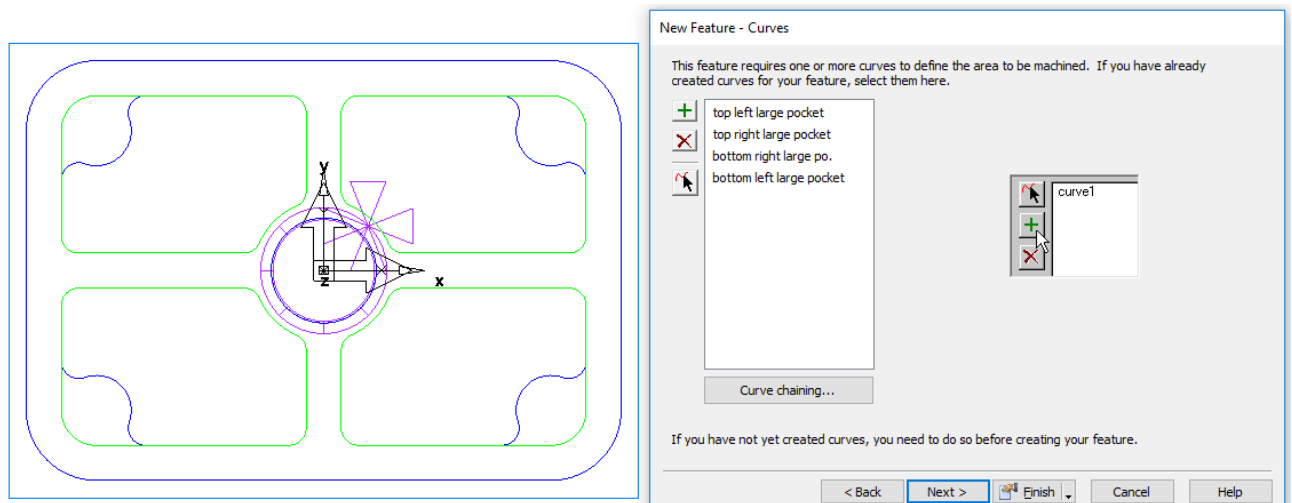 y
x
z
New Feature - Curves
This feature requires one or more curves to define the area to be machined. If you have already
created curves for your feature, select them here.
top left large pocket
top right large pocket
bottom right large po.
bottom left large pocket
curve1
Curve chaining...
If you have not yet created curves, you need to do so before creating your feature.
< Back Next > Finish Cancel Help